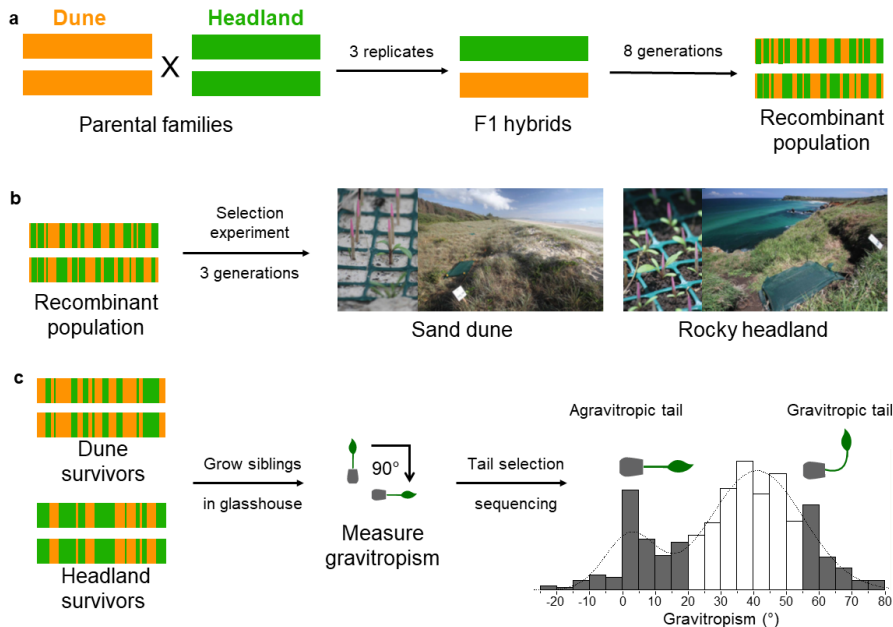 a
Dune
Headland
X
3 replicates
8 generations
Parental families
F1 hybrids
Recombinant
population
b
Selection
experiment
3 generations
Recombinant
population
Sand dune
Rocky headland
c
Dune
survivors
Headland
survivors
Grow siblings
in glasshouse
90°
Measure
gravitropism
Tail selection
sequencing
Agravitropic tail
Gravitropic tail
-20 -10 0 10 20 30 40 50 60 70 80
Gravitropism (°)